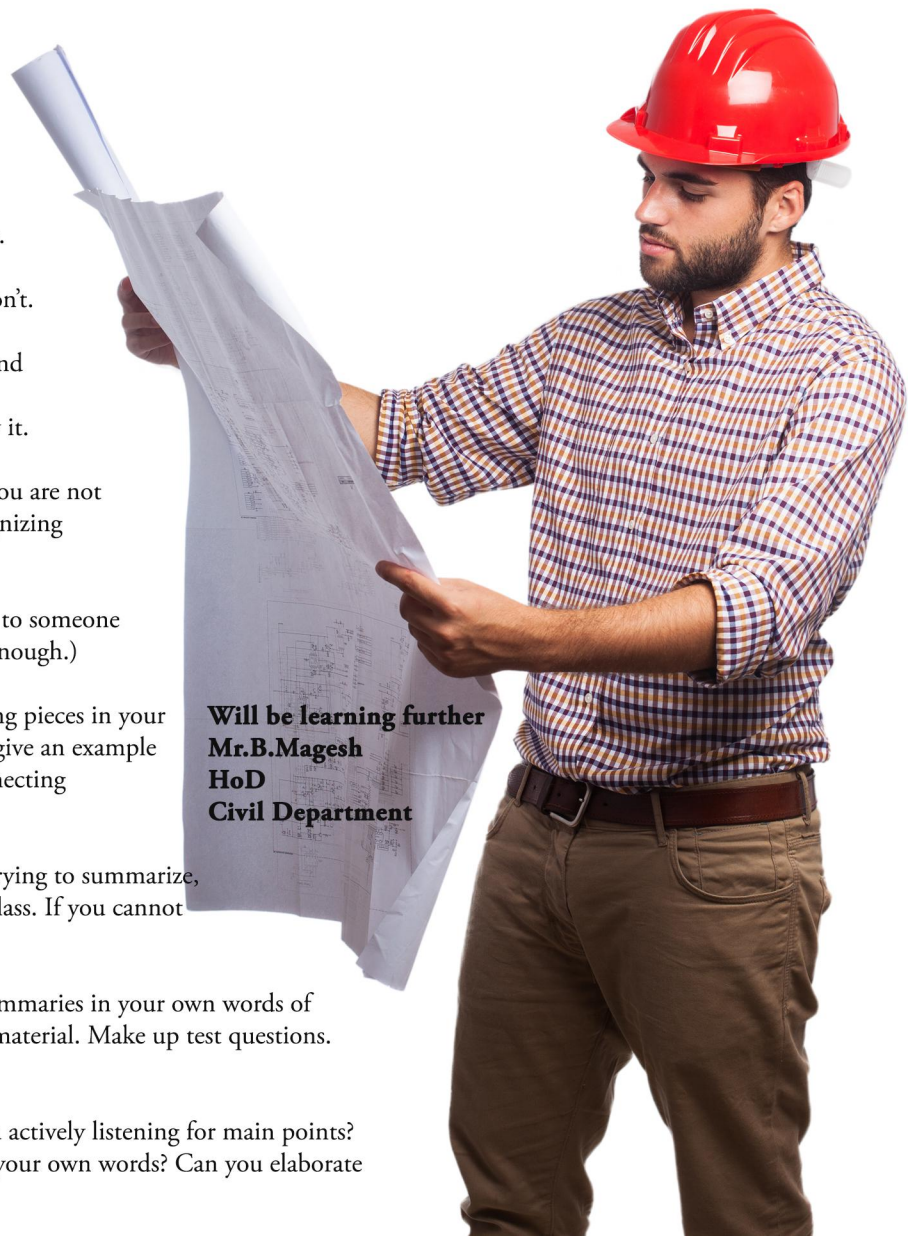 .
on't.
nd
it.
ou are not
nizing
to someone
nough.)
ng pieces in your
give an example
necting
Will be learning further
Mr.B.Magesh
HoD
Civil Department
rying to summarize,
lass. If you cannot
mmaries in your own words of
material. Make up test questions.
actively listening for main points?
your own words? Can you elaborate